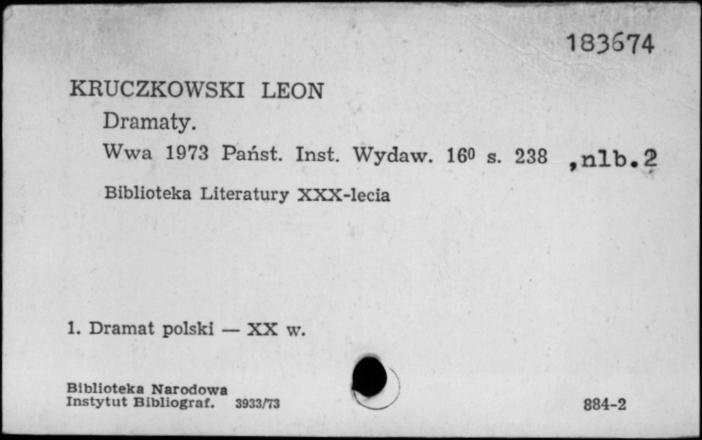 183674
KRUCZKOWSKI LEON
Dramaty.
Wwa 1973 Państ. Inst. Wydaw. 16⁰ s. 238 ,nlb.2
Biblioteka Literatury XXX-lecia
1. Dramat polski — XX w.
Biblioteka Narodowa
Instytut Bibliograf. 3933/73
884-2